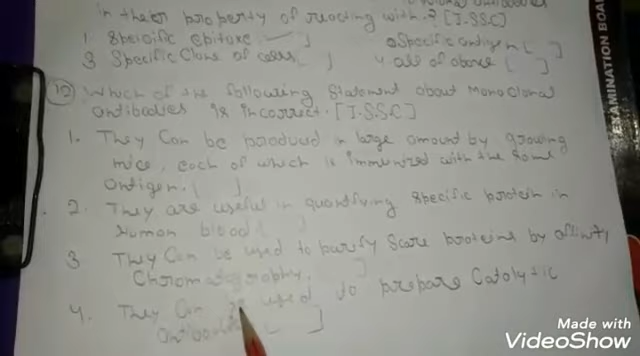 in their property of reacting with-? [J.SSC]
1. Specific epitope ] 2 Specific antigen [ ]
3 Specific Clone of cells [ ] 4 all of above [ ]
12 Which of the following Statement about Monoclonal
Antibodies is incorrect. [J.S.S.C]
1. They Can be produced in large amount by growing
mice, each of which is immunized with the Same
antigen. [ ]
2. They are useful in quantifying specific protein in
Human blood [ ]
3 They Can be used to purify Scare proteins by affinity
Chromatography. ]
4. They Can be used to prepare Catalytic
Antibodies [ ]
EXAMINATION BOARD
Made with
VideoShow